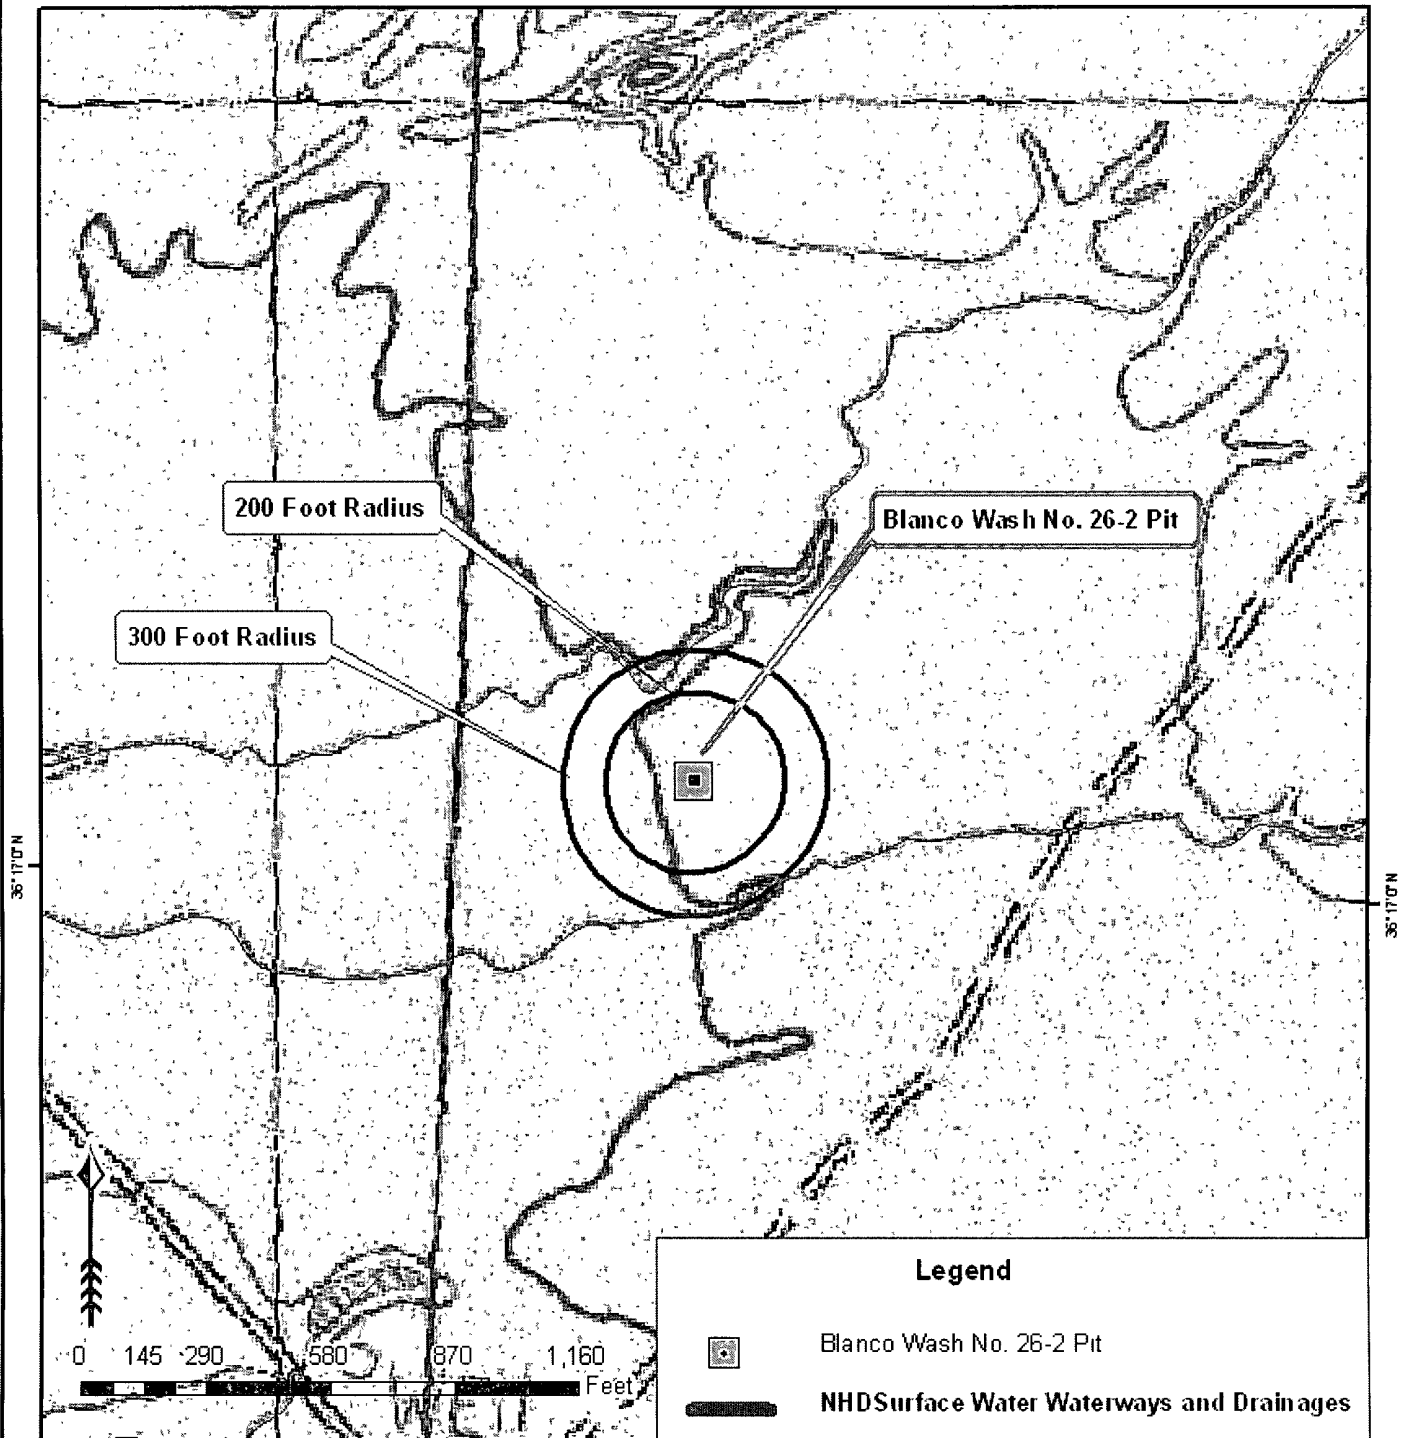 200 Foot Radius
Blanco Wash No. 26-2 Pit
300 Foot Radius
36°17'0"N
36°17'0"N
Legend
Blanco Wash No. 26-2 Pit
NHDSurface Water Waterways and Drainages
0 145 290 580 870 1,160
Feet